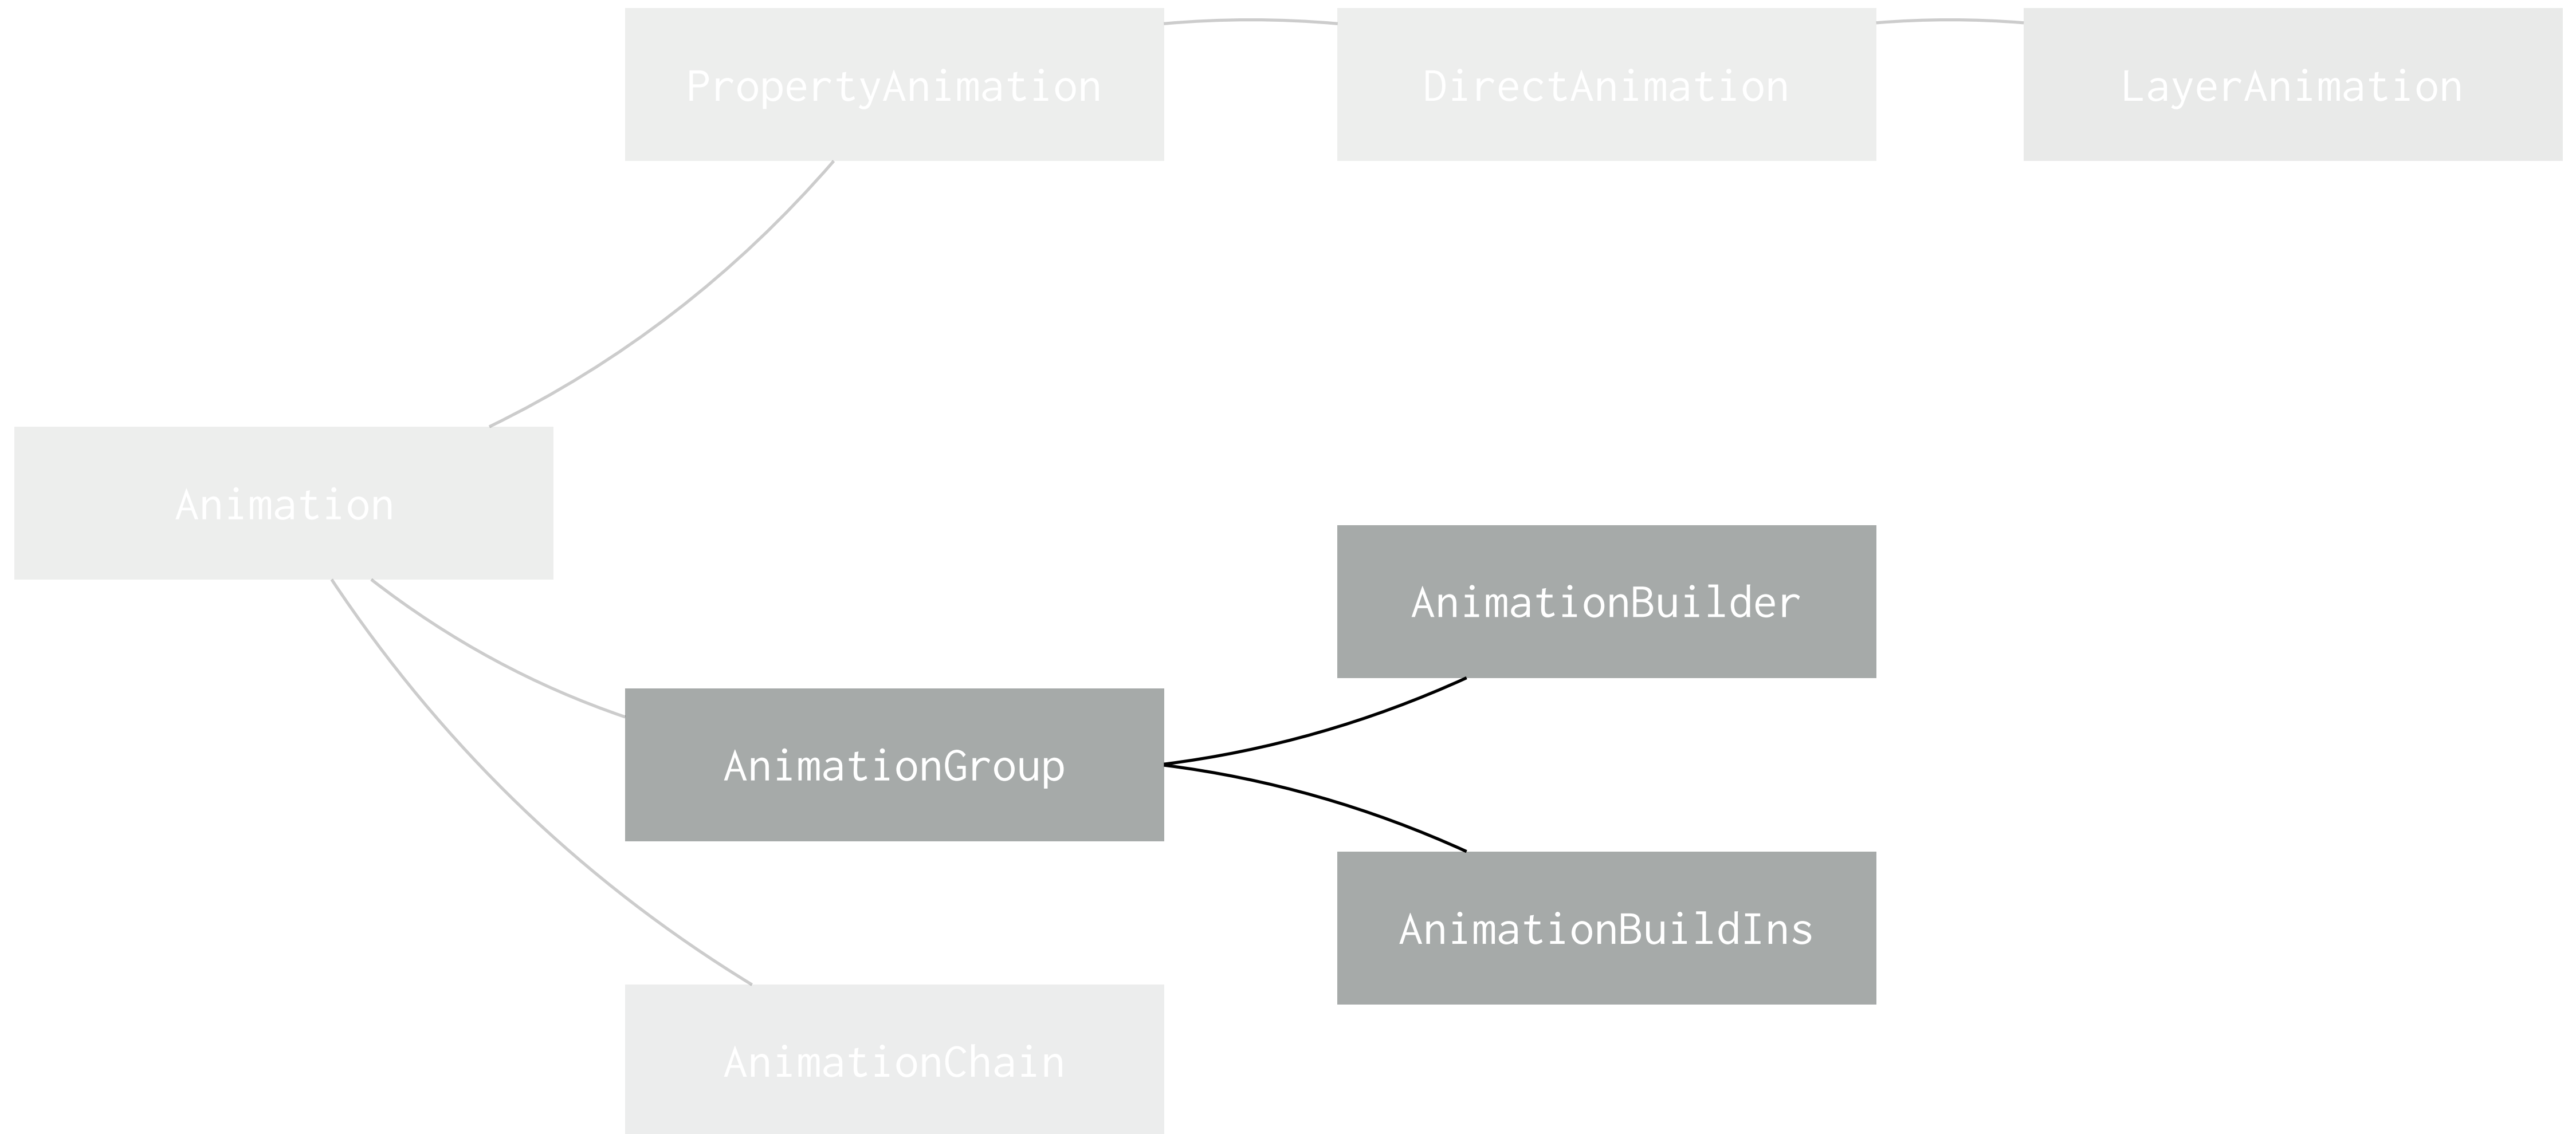 PropertyAnimation
DirectAnimation
LayerAnimation
Animation
AnimationBuilder
AnimationGroup
AnimationBuildIns
AnimationChain